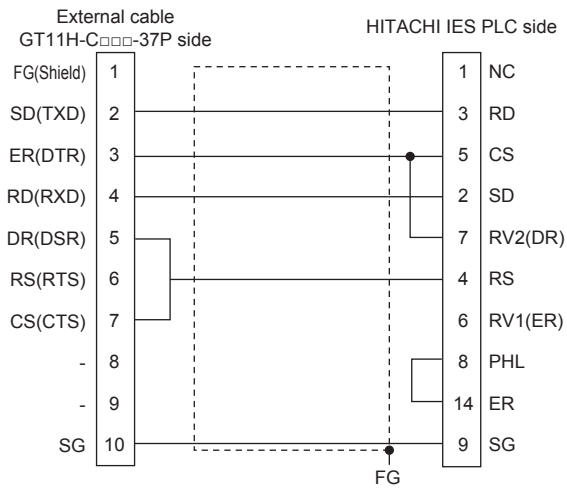 External cable
GT11H-C□□□-37P side
HITACHI IES PLC side
FG(Shield) 1 1 NC
SD(TXD) 2 3 RD
ER(DTR) 3 5 CS
RD(RXD) 4 2 SD
DR(DSR) 5 7 RV2(DR)
RS(RTS) 6 4 RS
CS(CTS) 7 6 RV1(ER)
- 8 8 PHL
- 9 14 ER
SG 10 9 SG
FG